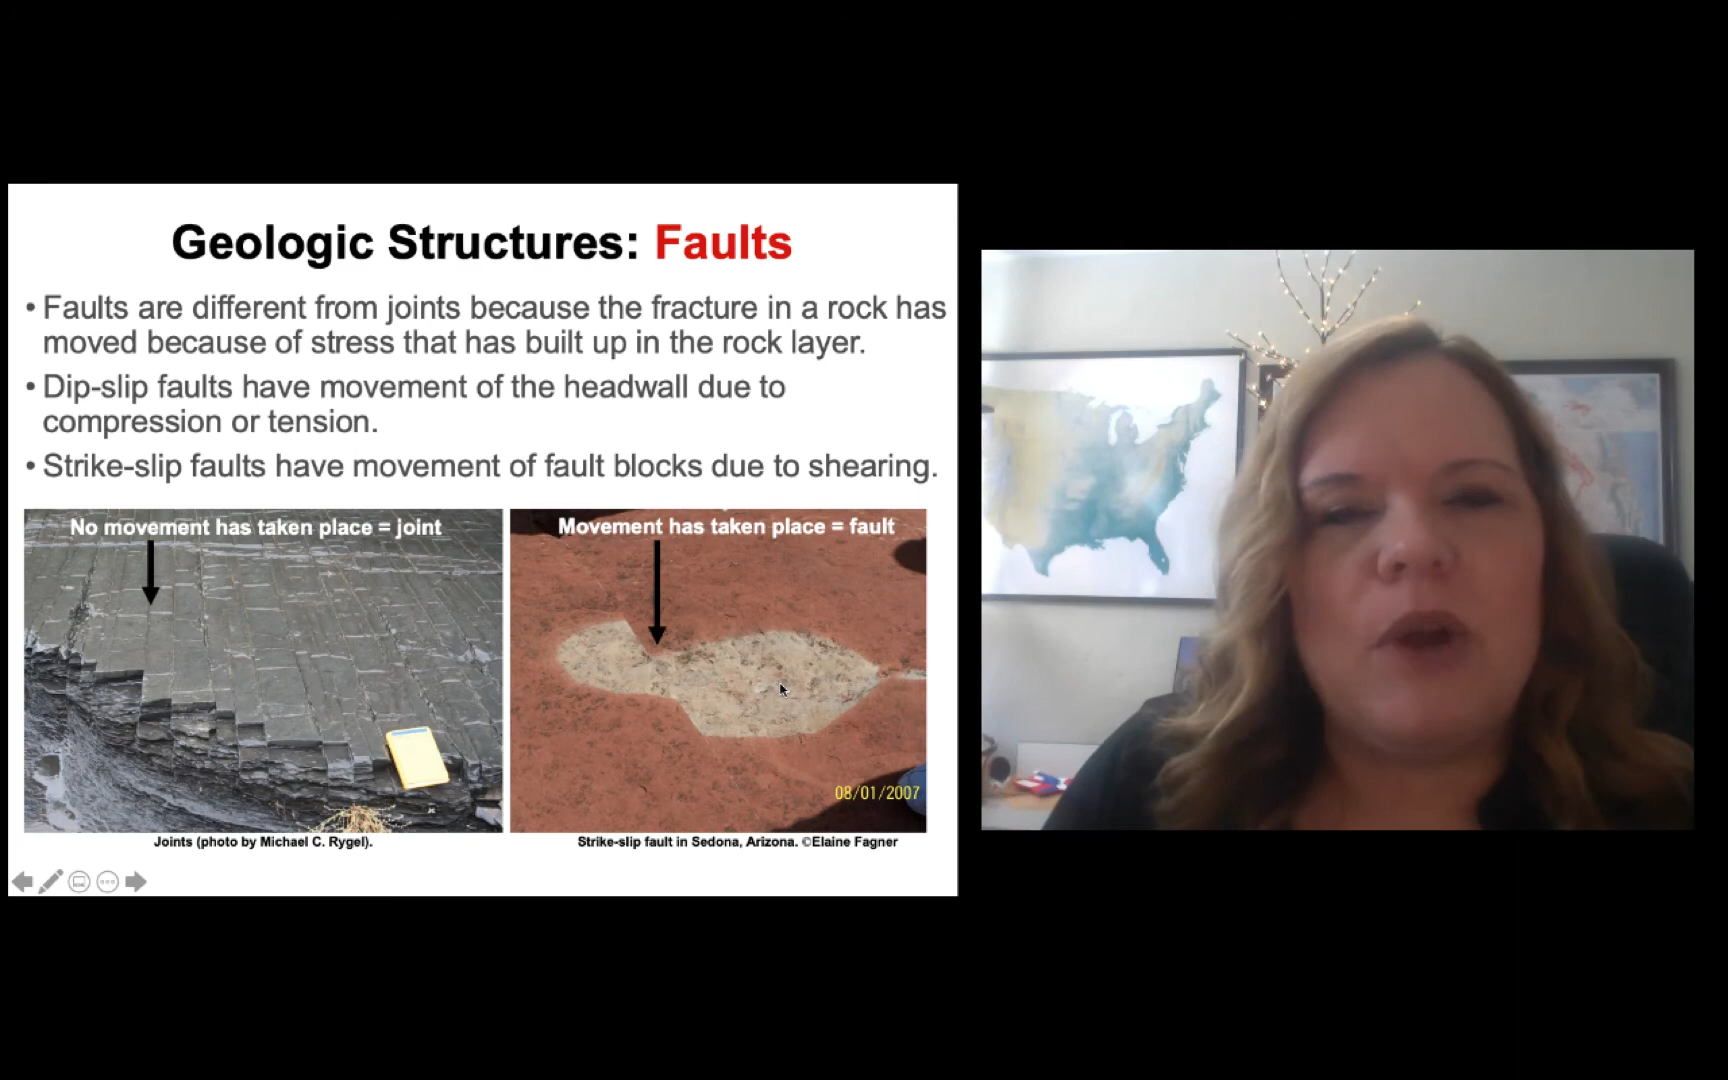 Geologic Structures: Faults
• Faults are different from joints because the fracture in a rock has
moved because of stress that has built up in the rock layer.
• Dip-slip faults have movement of the headwall due to
compression or tension.
• Strike-slip faults have movement of fault blocks due to shearing.
No movement has taken place = joint
Movement has taken place = fault
08/01/2007
Joints (photo by Michael C. Rygel).
Strike-slip fault in Sedona, Arizona. ©Elaine Fagner